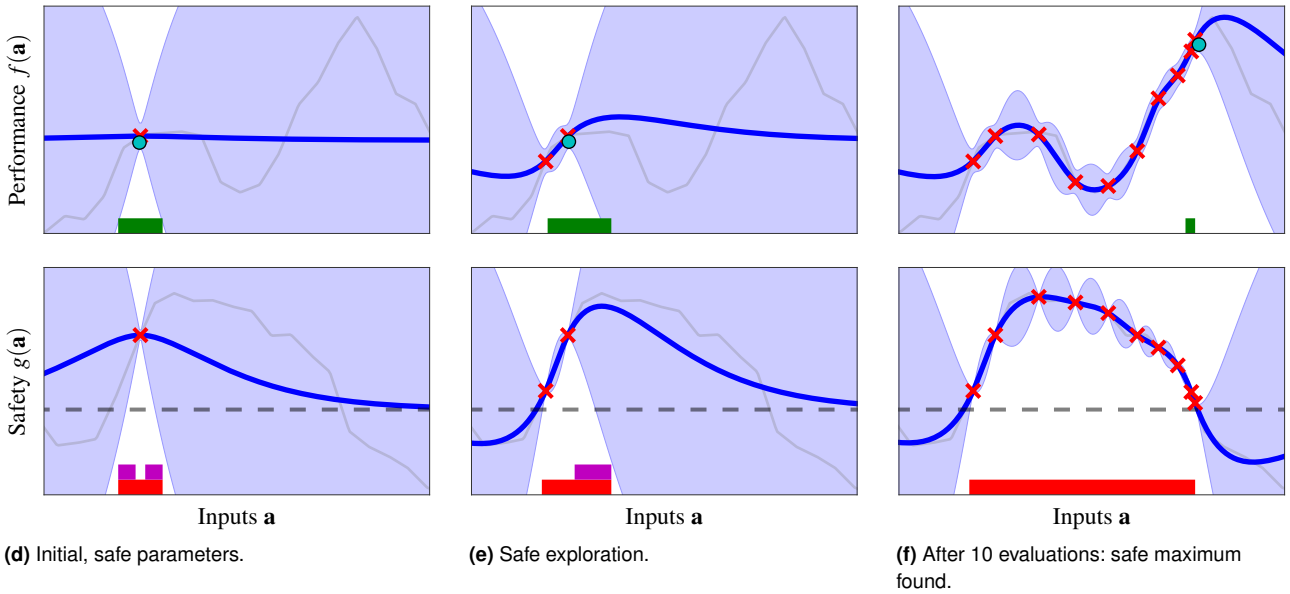 Performance f(a)
Safety g(a)
Inputs a
Inputs a
Inputs a
(d) Initial, safe parameters.
(e) Safe exploration.
(f) After 10 evaluations: safe maximum
found.